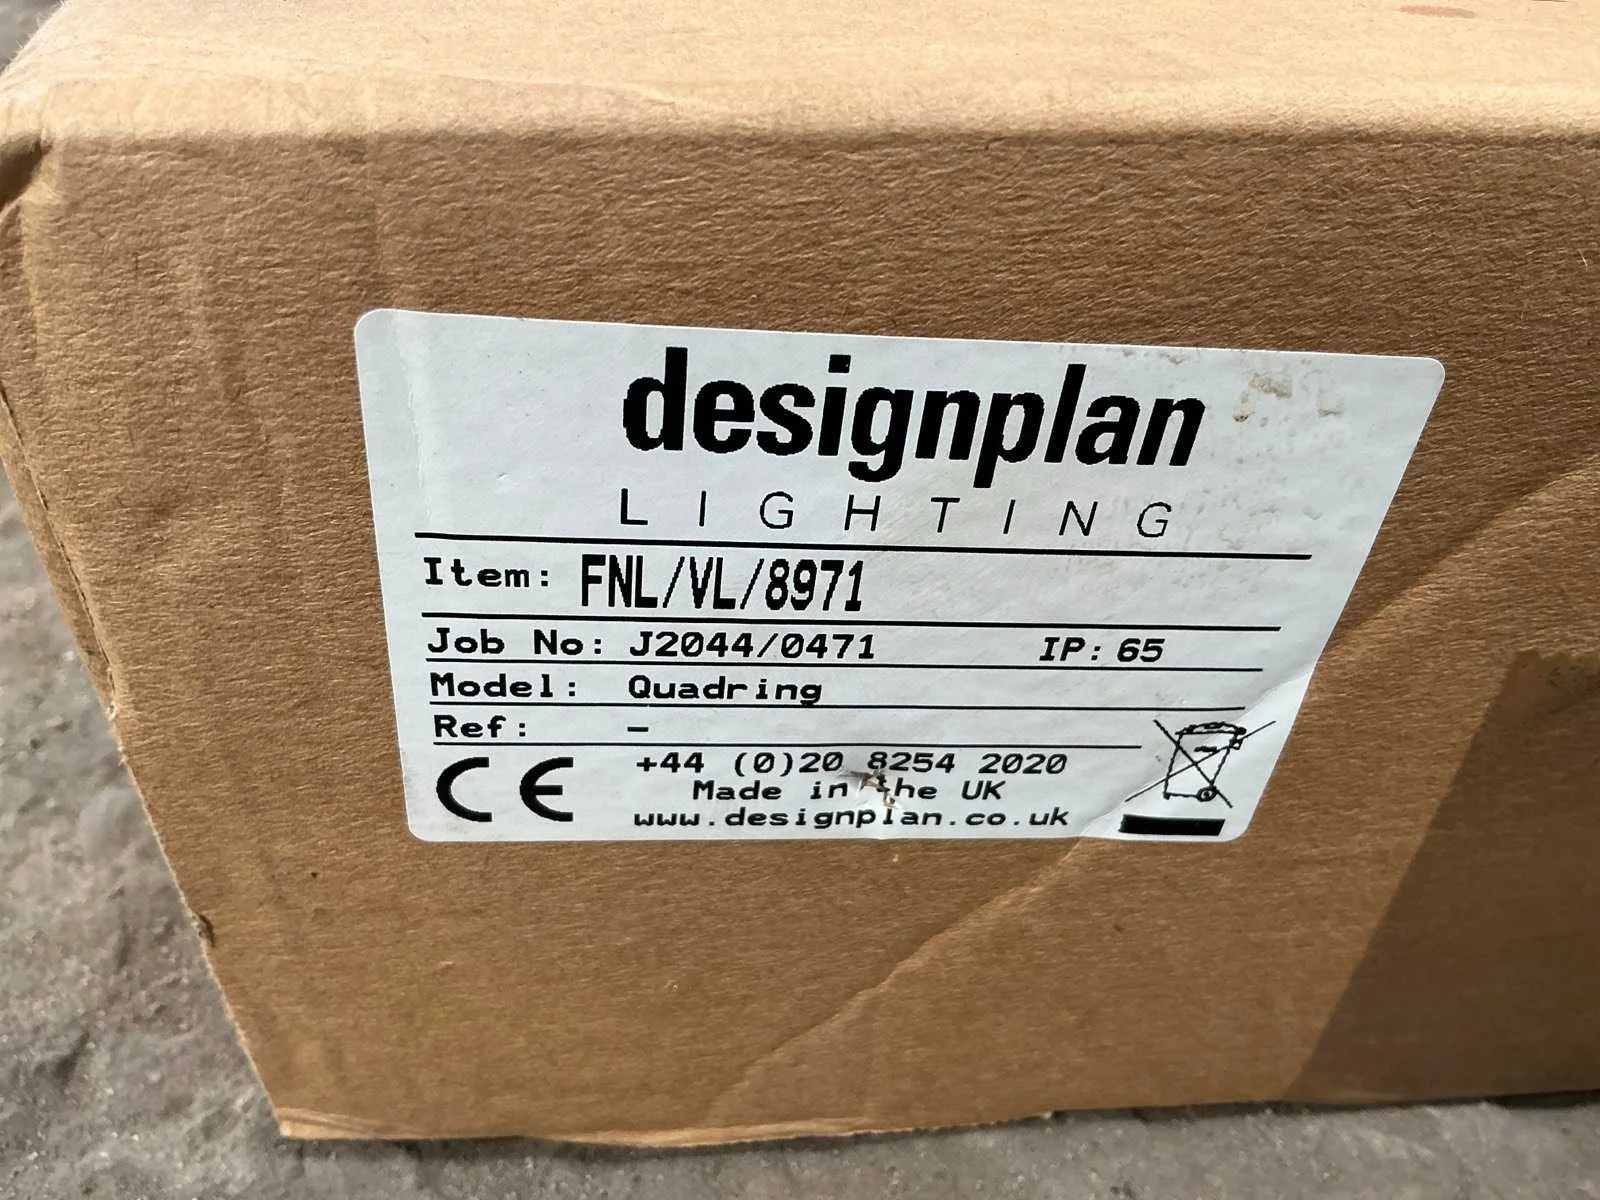 designplan
LIGHTING
Item: FNL/VL/8971
Job No: J2044/0471 IP: 65
Model: Quadring
Ref: -
CE +44 (0)20 8254 2020
Made in the UK
www.designplan.co.uk